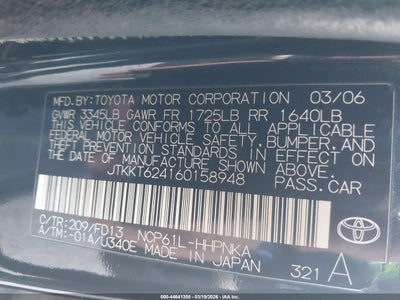 MFD. BY: TOYOTA MOTOR CORPORATION 03/06
GVWR 3345LB GAWR FR 1725LB RR 1640LB
THIS VEHICLE CONFORMS TO ALL APPLICABLE
FEDERAL MOTOR VEHICLE SAFETY, BUMPER, AND
THEFT PREVENTION STANDARDS IN EFFECT ON
THE DATE OF MANUFACTURE SHOWN ABOVE.
JTKKT624160158948 PASS.CAR
C/TR: 209/FD13 NCP61L-HHPNKA
A/TM: -01A/U340E MADE IN JAPAN
321 A
TOYOTA
ID: 44641300 - (03/19/2026) - IAA